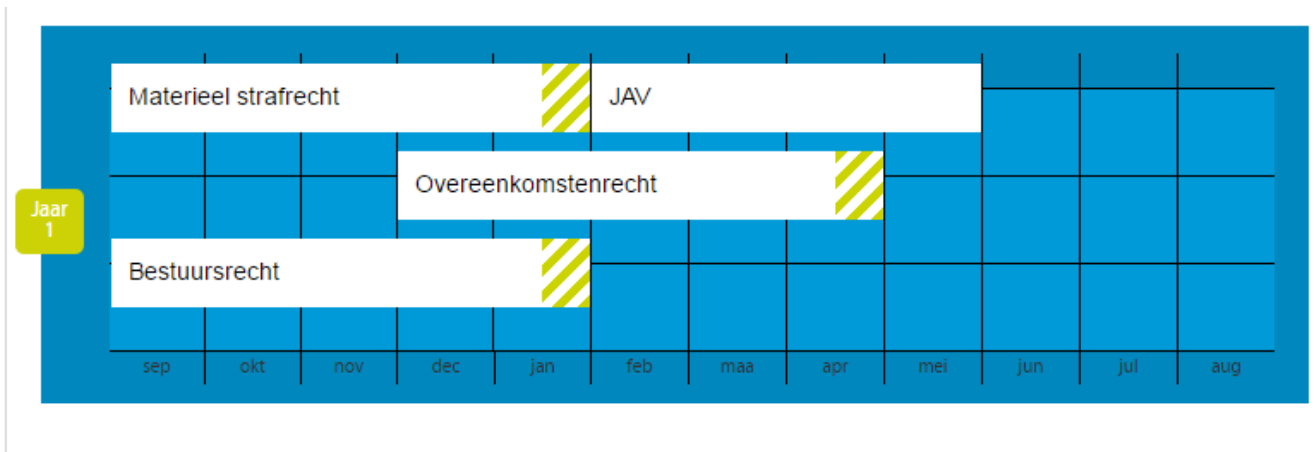 Materieel strafrecht
JAV
Overeenkomstenrecht
Jaar
1
Bestuursrecht
sep okt nov dec jan feb maa apr mei jun jul aug